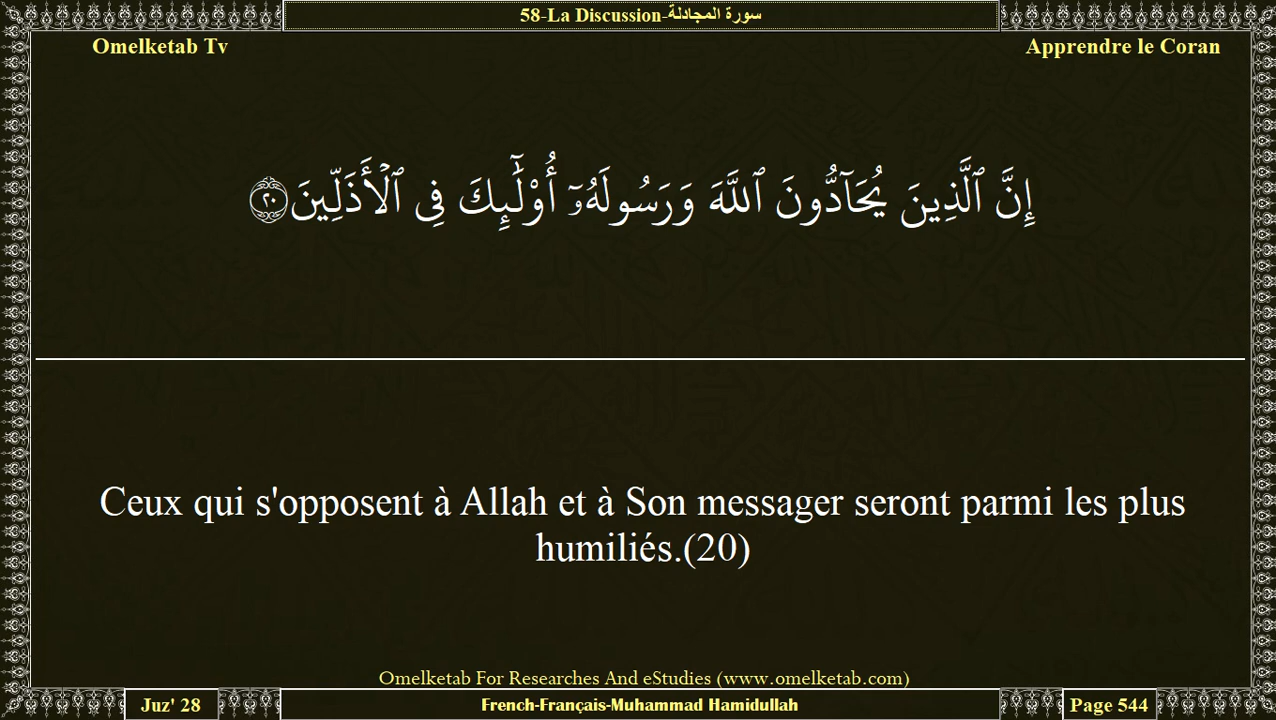 58-La Discussion-سورة المجادلة
Omelketab Tv
Apprendre le Coran
إِنَّ ٱلَّذِينَ يُحَآدُّونَ ٱللَّهَ وَرَسُولَهُۥٓ أُوْلَٰٓئِكَ فِى ٱلْأَذَلِّينَ ٢٠
Ceux qui s'opposent à Allah et à Son messager seront parmi les plus
humiliés.(20)
Omelketab For Researches And eStudies (www.omelketab.com)
Juz' 28
French-Français-Muhammad Hamidullah
Page 544